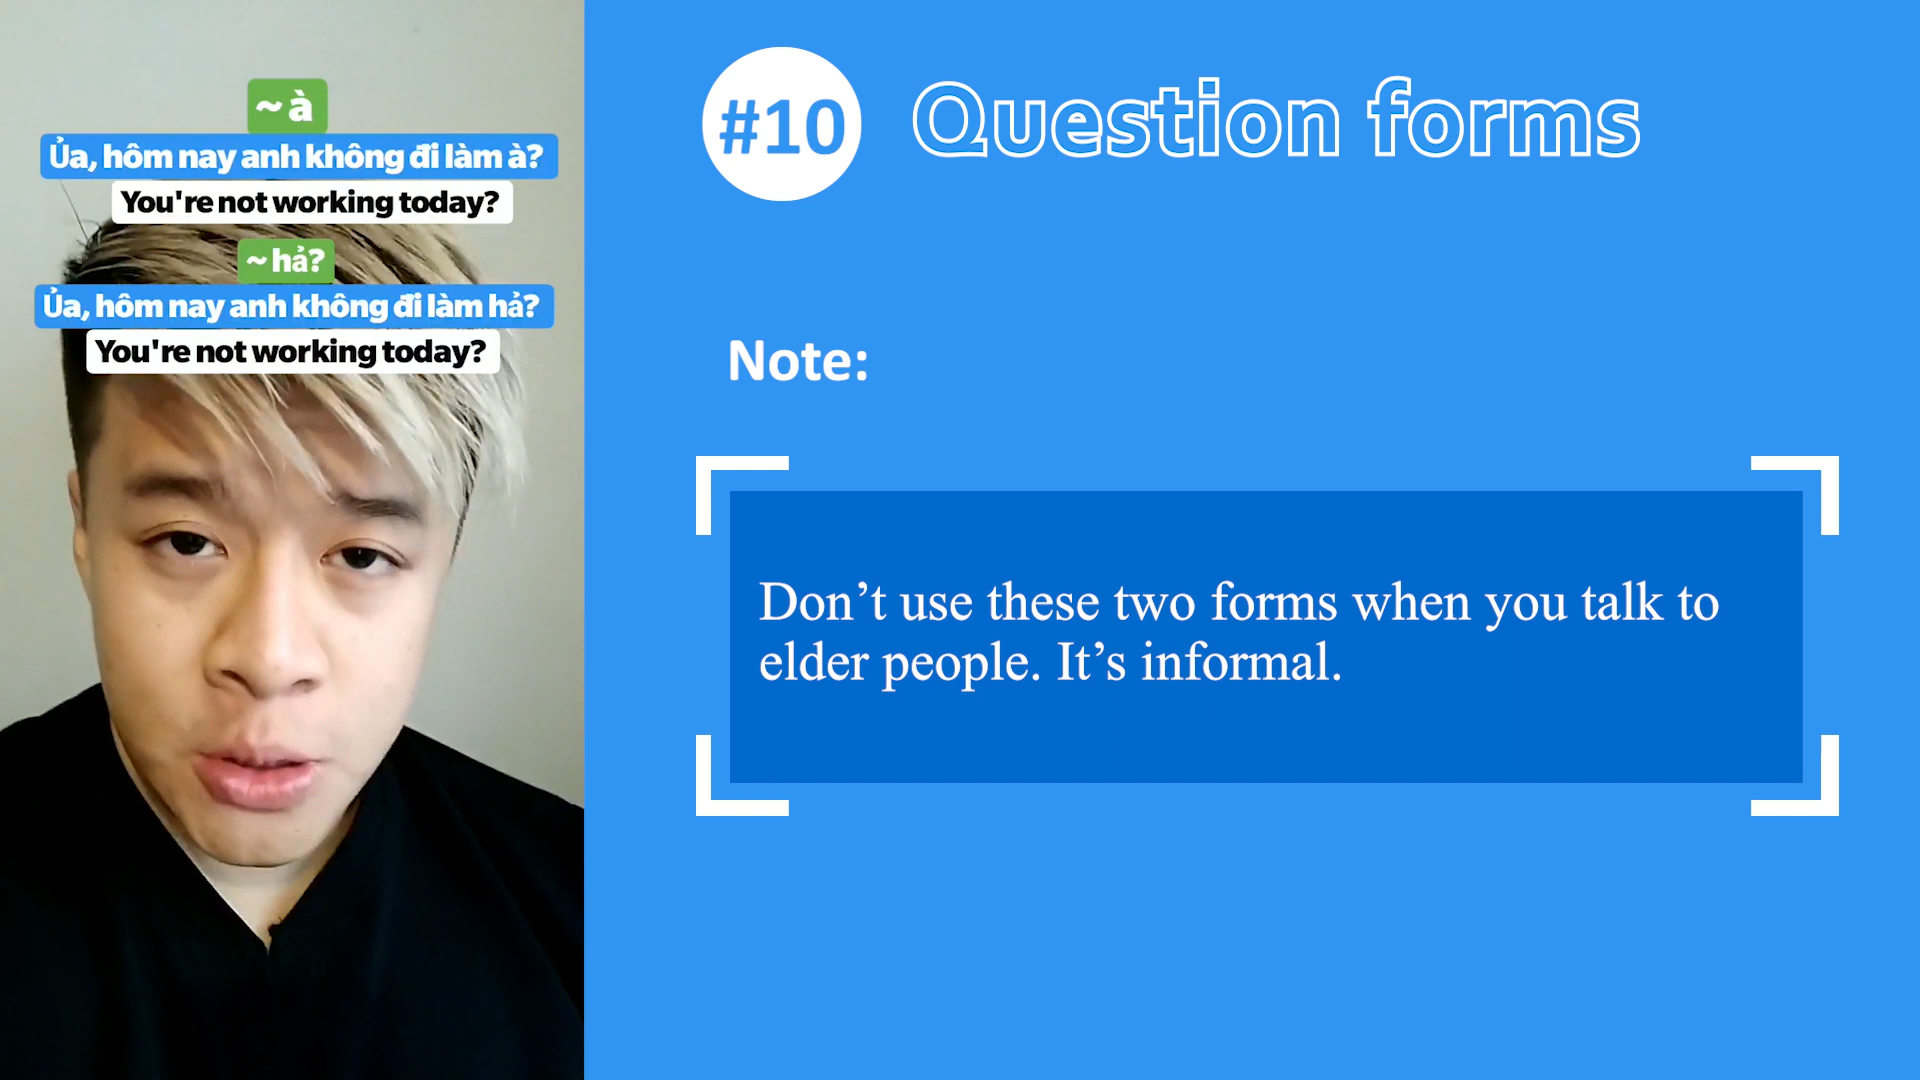 ~ à
Ủa, hôm nay anh không đi làm à?
You're not working today?
~ hả?
Ủa, hôm nay anh không đi làm hả?
You're not working today?
#10 Question forms
Note:
Don’t use these two forms when you talk to
elder people. It’s informal.